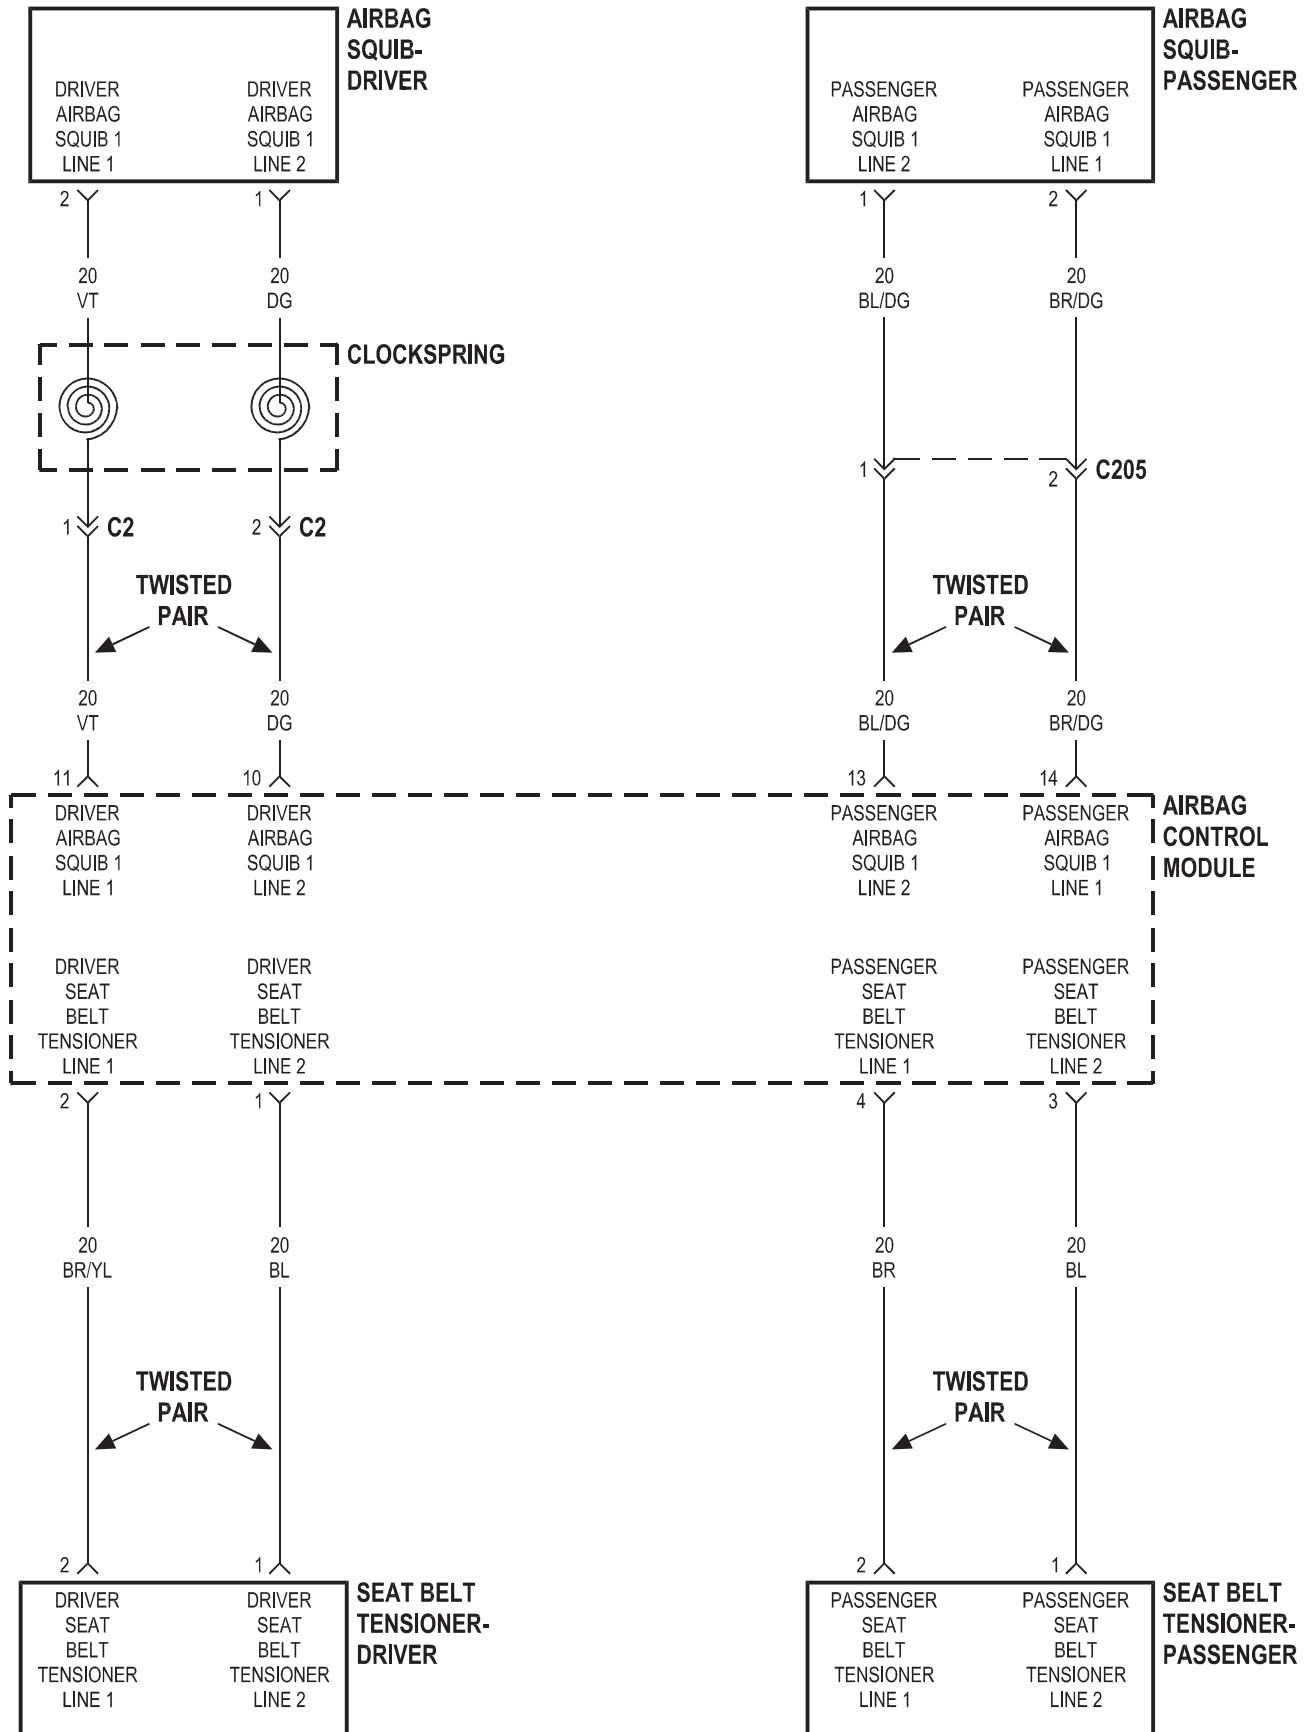 AIRBAG
SQUIB-
DRIVER
DRIVER
AIRBAG
SQUIB 1
LINE 1
DRIVER
AIRBAG
SQUIB 1
LINE 2
2
1
20
VT
20
DG
CLOCKSPRING
1
C2
2
C2
TWISTED
PAIR
20
VT
20
DG
11
10
AIRBAG
SQUIB-
PASSENGER
PASSENGER
AIRBAG
SQUIB 1
LINE 2
PASSENGER
AIRBAG
SQUIB 1
LINE 1
1
2
20
BL/DG
20
BR/DG
1
2
C205
TWISTED
PAIR
20
BL/DG
20
BR/DG
13
14
DRIVER
AIRBAG
SQUIB 1
LINE 1
DRIVER
AIRBAG
SQUIB 1
LINE 2
PASSENGER
AIRBAG
SQUIB 1
LINE 2
PASSENGER
AIRBAG
SQUIB 1
LINE 1
AIRBAG
CONTROL
MODULE
DRIVER
SEAT
BELT
TENSIONER
LINE 1
DRIVER
SEAT
BELT
TENSIONER
LINE 2
PASSENGER
SEAT
BELT
TENSIONER
LINE 1
PASSENGER
SEAT
BELT
TENSIONER
LINE 2
2
1
4
3
20
BR/YL
20
BL
20
BR
20
BL
TWISTED
PAIR
TWISTED
PAIR
2
1
2
1
DRIVER
SEAT
BELT
TENSIONER
LINE 1
DRIVER
SEAT
BELT
TENSIONER
LINE 2
SEAT BELT
TENSIONER-
DRIVER
PASSENGER
SEAT
BELT
TENSIONER
LINE 1
PASSENGER
SEAT
BELT
TENSIONER
LINE 2
SEAT BELT
TENSIONER-
PASSENGER